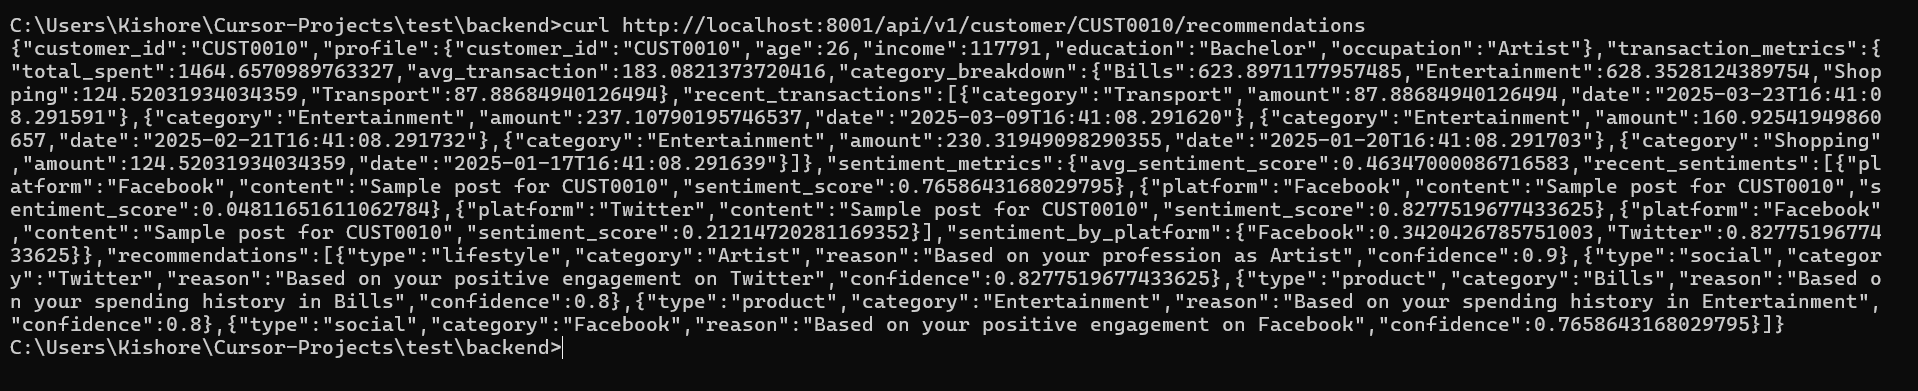 C:\Users\Kishore\Cursor-Projects\test\backend>curl http://localhost:8001/api/v1/customer/CUST0010/recommendations
{"customer_id":"CUST0010","profile":{"customer_id":"CUST0010","age":26,"income":117791,"education":"Bachelor","occupation":"Artist"},"transaction_metrics":{
"total_spent":1464.6570989763327,"avg_transaction":183.0821373720416,"category_breakdown":{"Bills":623.8971177957485,"Entertainment":628.3528124389754,"Shop
ping":124.52031934034359,"Transport":87.88684940126494},"recent_transactions":[{"category":"Transport","amount":87.88684940126494,"date":"2025-03-23T16:41:0
8.291591"},{"category":"Entertainment","amount":237.10790195746537,"date":"2025-03-09T16:41:08.291620"},{"category":"Entertainment","amount":160.92541949860
657,"date":"2025-02-21T16:41:08.291732"},{"category":"Entertainment","amount":230.31949098290355,"date":"2025-01-20T16:41:08.291703"},{"category":"Shopping"
,"amount":124.52031934034359,"date":"2025-01-17T16:41:08.291639"}]},"sentiment_metrics":{"avg_sentiment_score":0.46347000086716583,"recent_sentiments":[{"pl
atform":"Facebook","content":"Sample post for CUST0010","sentiment_score":0.7658643168029795},{"platform":"Facebook","content":"Sample post for CUST0010","s
entiment_score":0.04811651611062784},{"platform":"Twitter","content":"Sample post for CUST0010","sentiment_score":0.8277519677433625},{"platform":"Facebook"
,"content":"Sample post for CUST0010","sentiment_score":0.21214720281169352}],"sentiment_by_platform":{"Facebook":0.3420426785751003,"Twitter":0.82775196774
33625}},"recommendations":[{"type":"lifestyle","category":"Artist","reason":"Based on your profession as Artist","confidence":0.9},{"type":"social","categor
y":"Twitter","reason":"Based on your positive engagement on Twitter","confidence":0.8277519677433625},{"type":"product","category":"Bills","reason":"Based o
n your spending history in Bills","confidence":0.8},{"type":"product","category":"Entertainment","reason":"Based on your spending history in Entertainment",
"confidence":0.8},{"type":"social","category":"Facebook","reason":"Based on your positive engagement on Facebook","confidence":0.7658643168029795}]}
C:\Users\Kishore\Cursor-Projects\test\backend>